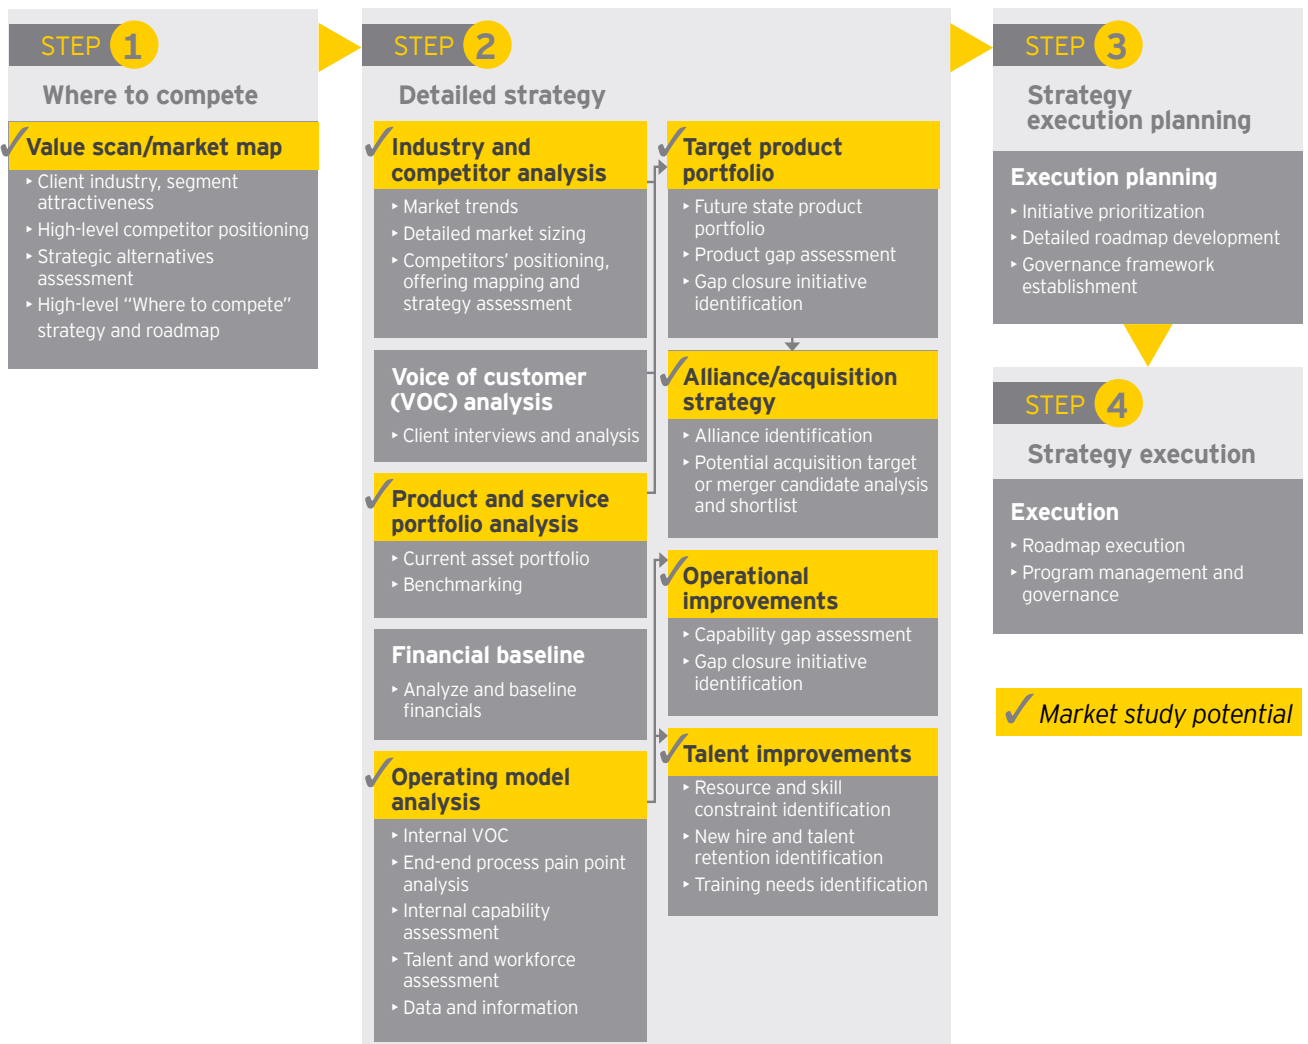 STEP 1
Where to compete
Value scan/market map
‣ Client industry, segment
attractiveness
‣ High-level competitor positioning
‣ Strategic alternatives
assessment
‣ High-level “Where to compete”
strategy and roadmap
STEP 2
Detailed strategy
Industry and
competitor analysis
‣ Market trends
‣ Detailed market sizing
‣ Competitors’ positioning,
offering mapping and
strategy assessment
Voice of customer
(VOC) analysis
‣ Client interviews and analysis
Product and service
portfolio analysis
‣ Current asset portfolio
‣ Benchmarking
Financial baseline
‣ Analyze and baseline
financials
Operating model
analysis
‣ Internal VOC
‣ End-end process pain point
analysis
‣ Internal capability
assessment
‣ Talent and workforce
assessment
‣ Data and information
Target product
portfolio
‣ Future state product
portfolio
‣ Product gap assessment
‣ Gap closure initiative
identification
Alliance/acquisition
strategy
‣ Alliance identification
‣ Potential acquisition target
or merger candidate analysis
and shortlist
Operational
improvements
‣ Capability gap assessment
‣ Gap closure initiative
identification
Talent improvements
‣ Resource and skill
constraint identification
‣ New hire and talent
retention identification
‣ Training needs identification
STEP 3
Strategy
execution planning
Execution planning
‣ Initiative prioritization
‣ Detailed roadmap development
‣ Governance framework
establishment
STEP 4
Strategy execution
Execution
‣ Roadmap execution
‣ Program management and
governance
✓ Market study potential